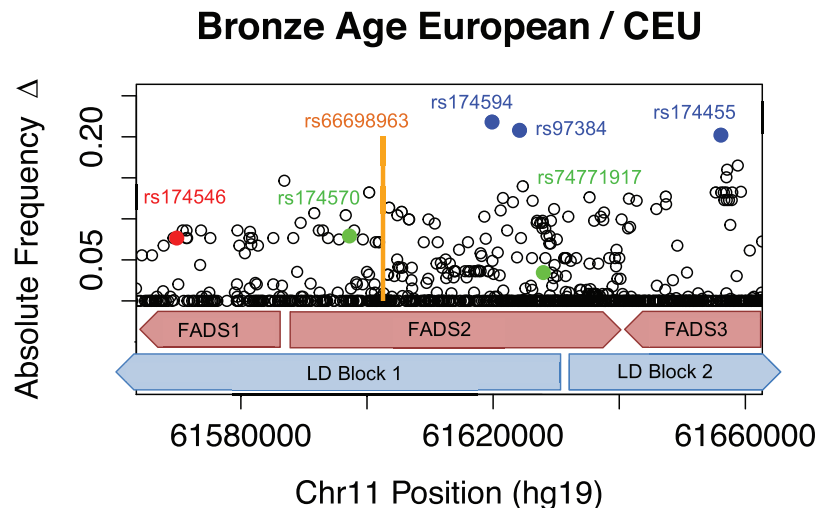 Bronze Age European / CEU
Absolute Frequency Δ
0.20
0.05
rs174594
rs66698963
rs97384
rs174455
rs174546
rs174570
rs74771917
FADS1
FADS2
FADS3
LD Block 1
LD Block 2
61580000
61620000
61660000
Chr11 Position (hg19)